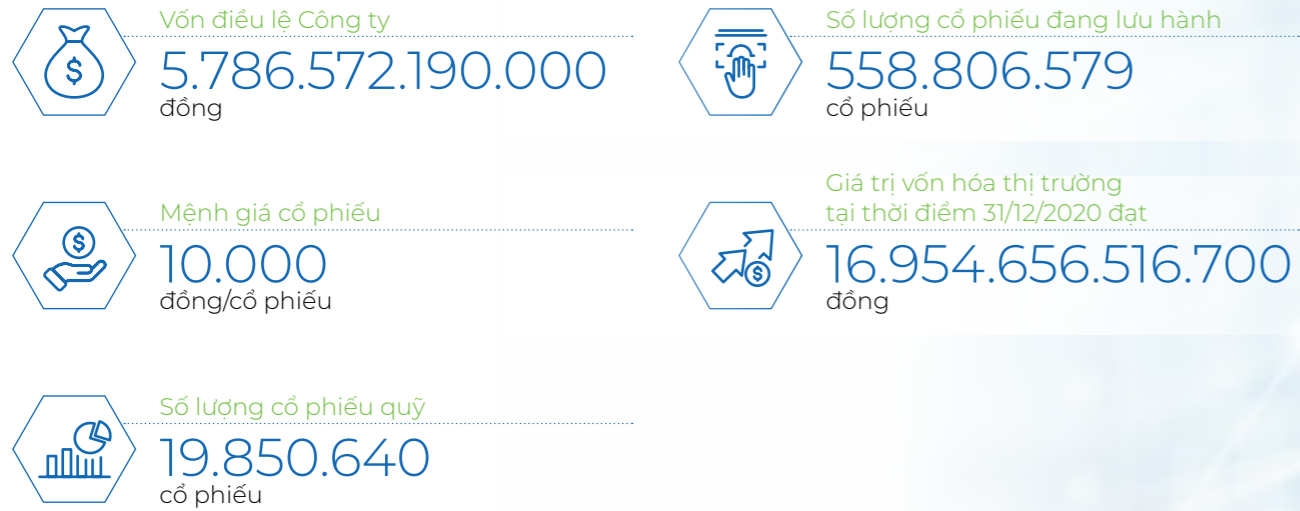 Vốn điều lệ Công ty
5.786.572.190.000
đồng
Số lượng cổ phiếu đang lưu hành
558.806.579
cổ phiếu
Mệnh giá cổ phiếu
10.000
đồng/cổ phiếu
Giá trị vốn hóa thị trường
tại thời điểm 31/12/2020 đạt
16.954.656.516.700
đồng
Số lượng cổ phiếu quỹ
19.850.640
cổ phiếu